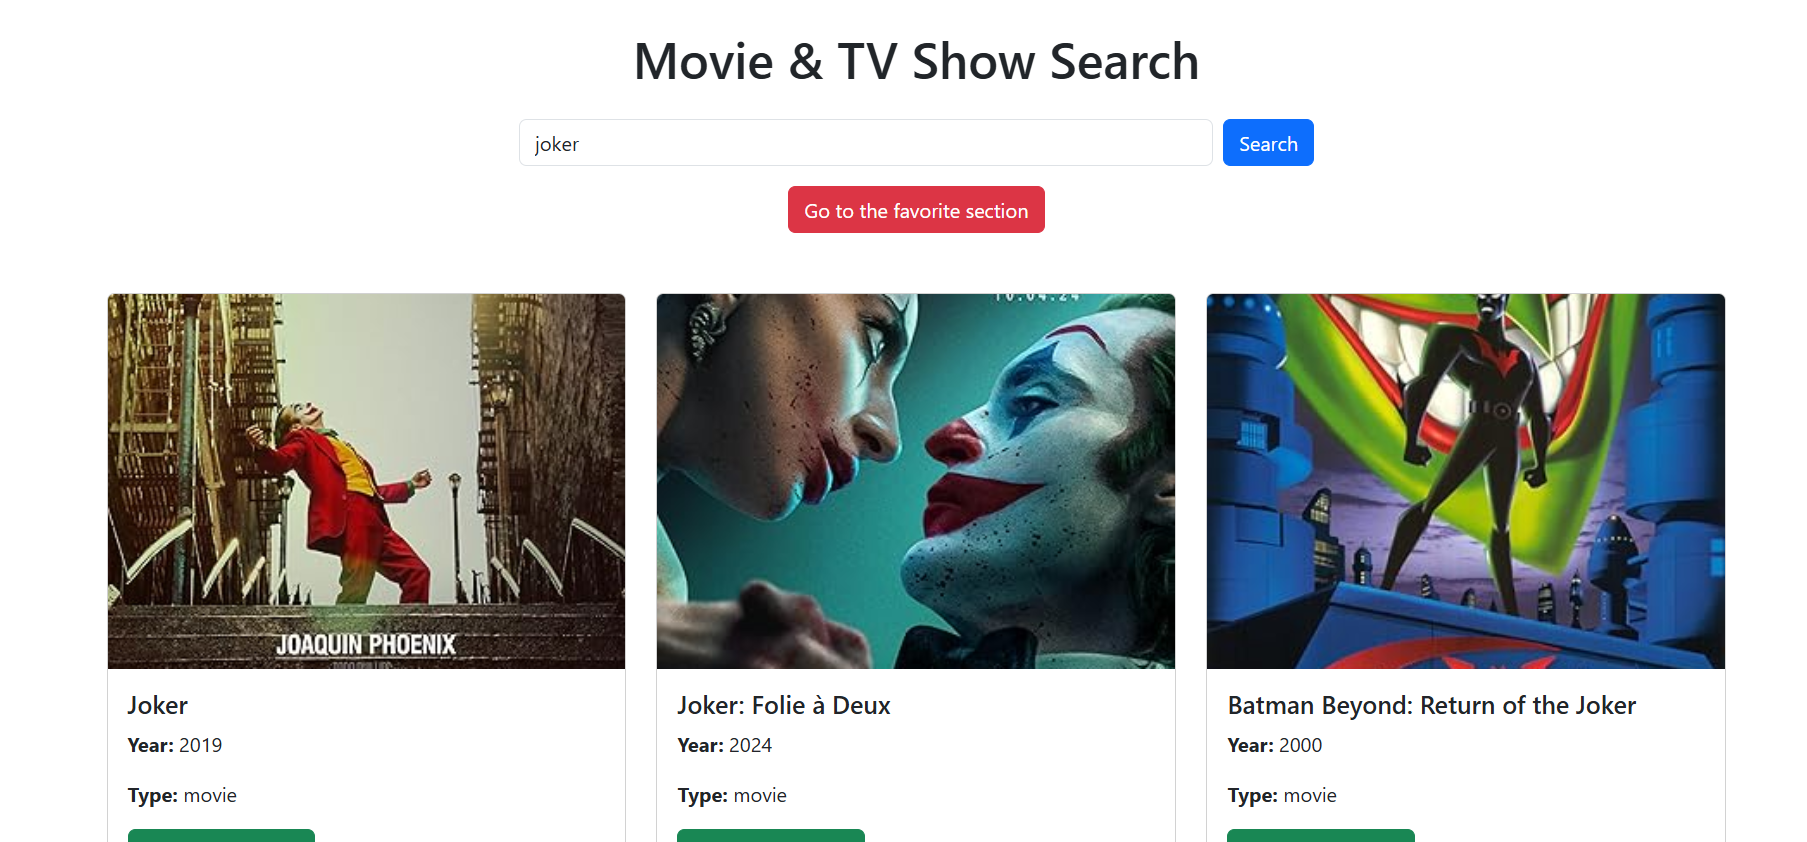 Movie & TV Show Search
joker
Search
Go to the favorite section
JOAQUIN PHOENIX
10.04.24
Joker
Year: 2019
Type: movie
Joker: Folie à Deux
Year: 2024
Type: movie
Batman Beyond: Return of the Joker
Year: 2000
Type: movie